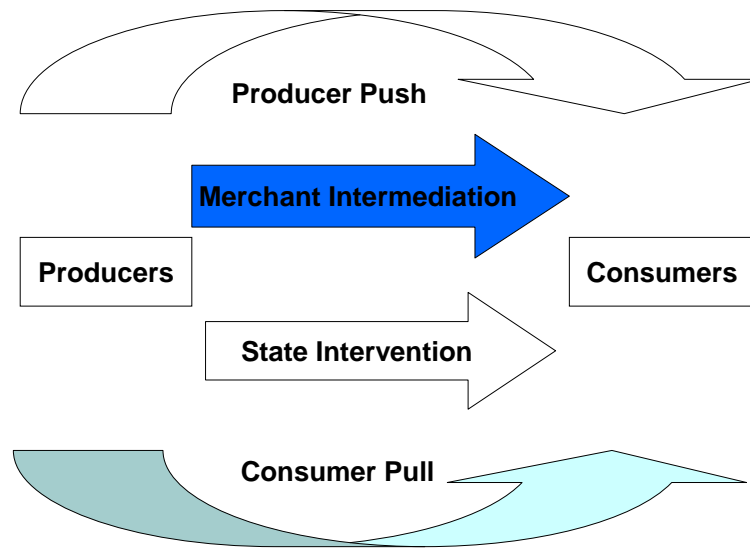 Producer Push
Merchant Intermediation
Producers
Consumers
State Intervention
Consumer Pull